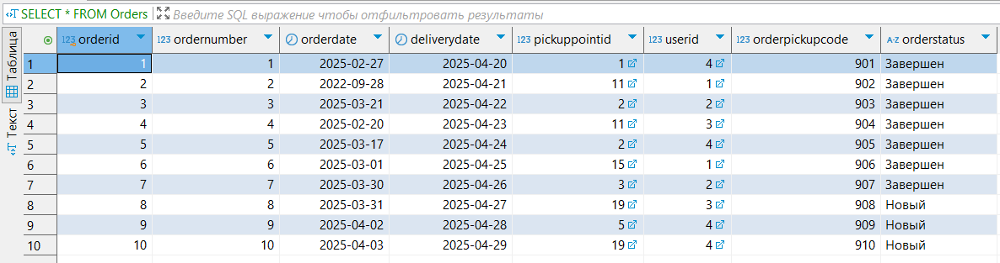 SELECT * FROM Orders Введите SQL выражение чтобы отфильтровать результаты
Таблица
Текст
123 orderid 123 ordernumber orderdate deliverydate 123 pickuppointid 123 userid 123 orderpickupcode A-Z orderstatus
1 1 1 2025-02-27 2025-04-20 1 4 901 Завершен
2 2 2 2022-09-28 2025-04-21 11 1 902 Завершен
3 3 3 2025-03-21 2025-04-22 2 2 903 Завершен
4 4 4 2025-02-20 2025-04-23 11 3 904 Завершен
5 5 5 2025-03-17 2025-04-24 2 4 905 Завершен
6 6 6 2025-03-01 2025-04-25 15 1 906 Завершен
7 7 7 2025-03-30 2025-04-26 3 2 907 Завершен
8 8 8 2025-03-31 2025-04-27 19 3 908 Новый
9 9 9 2025-04-02 2025-04-28 5 4 909 Новый
10 10 10 2025-04-03 2025-04-29 19 4 910 Новый